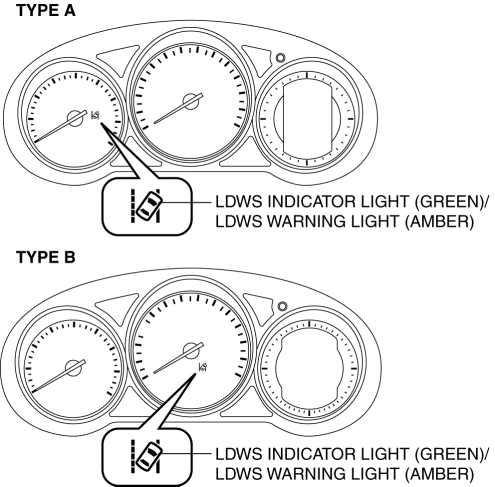 TYPE A
LDWS INDICATOR LIGHT (GREEN)/
LDWS WARNING LIGHT (AMBER)
TYPE B
LDWS INDICATOR LIGHT (GREEN)/
LDWS WARNING LIGHT (AMBER)